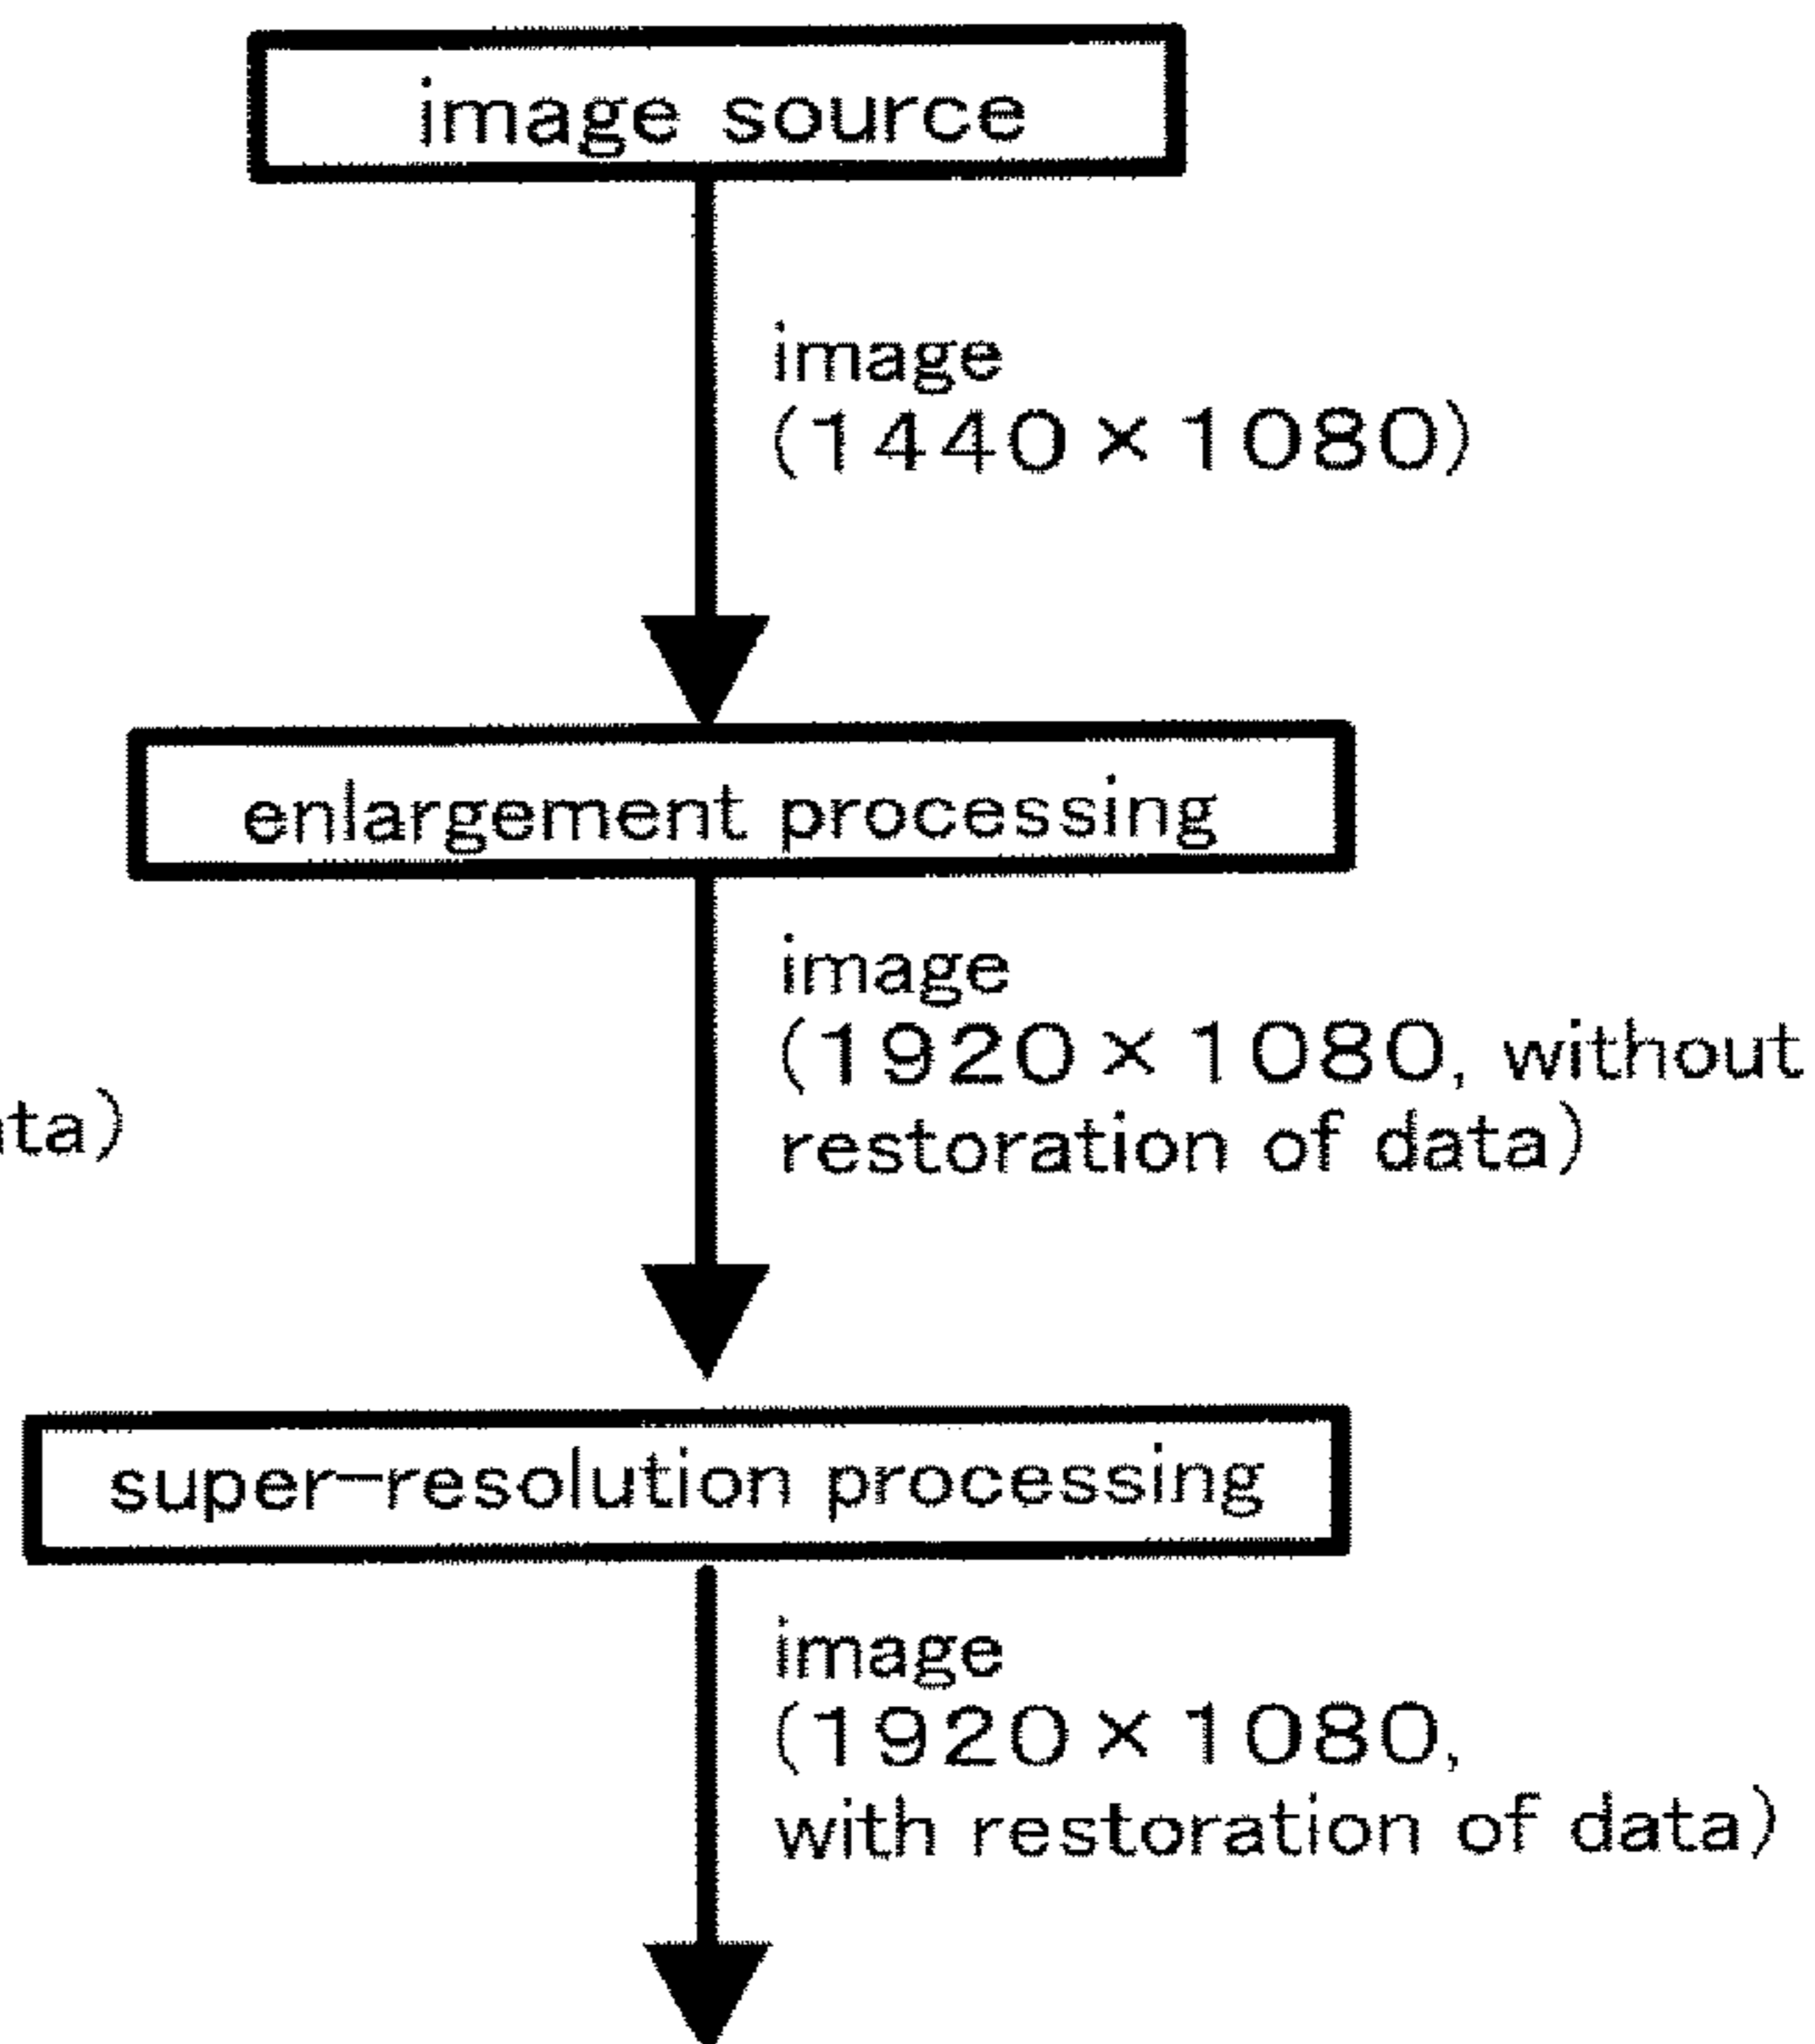 image source
image
(1440×1080)
enlargement processing
image
(1920×1080, without
restoration of data)
super-resolution processing
image
(1920×1080,
with restoration of data)